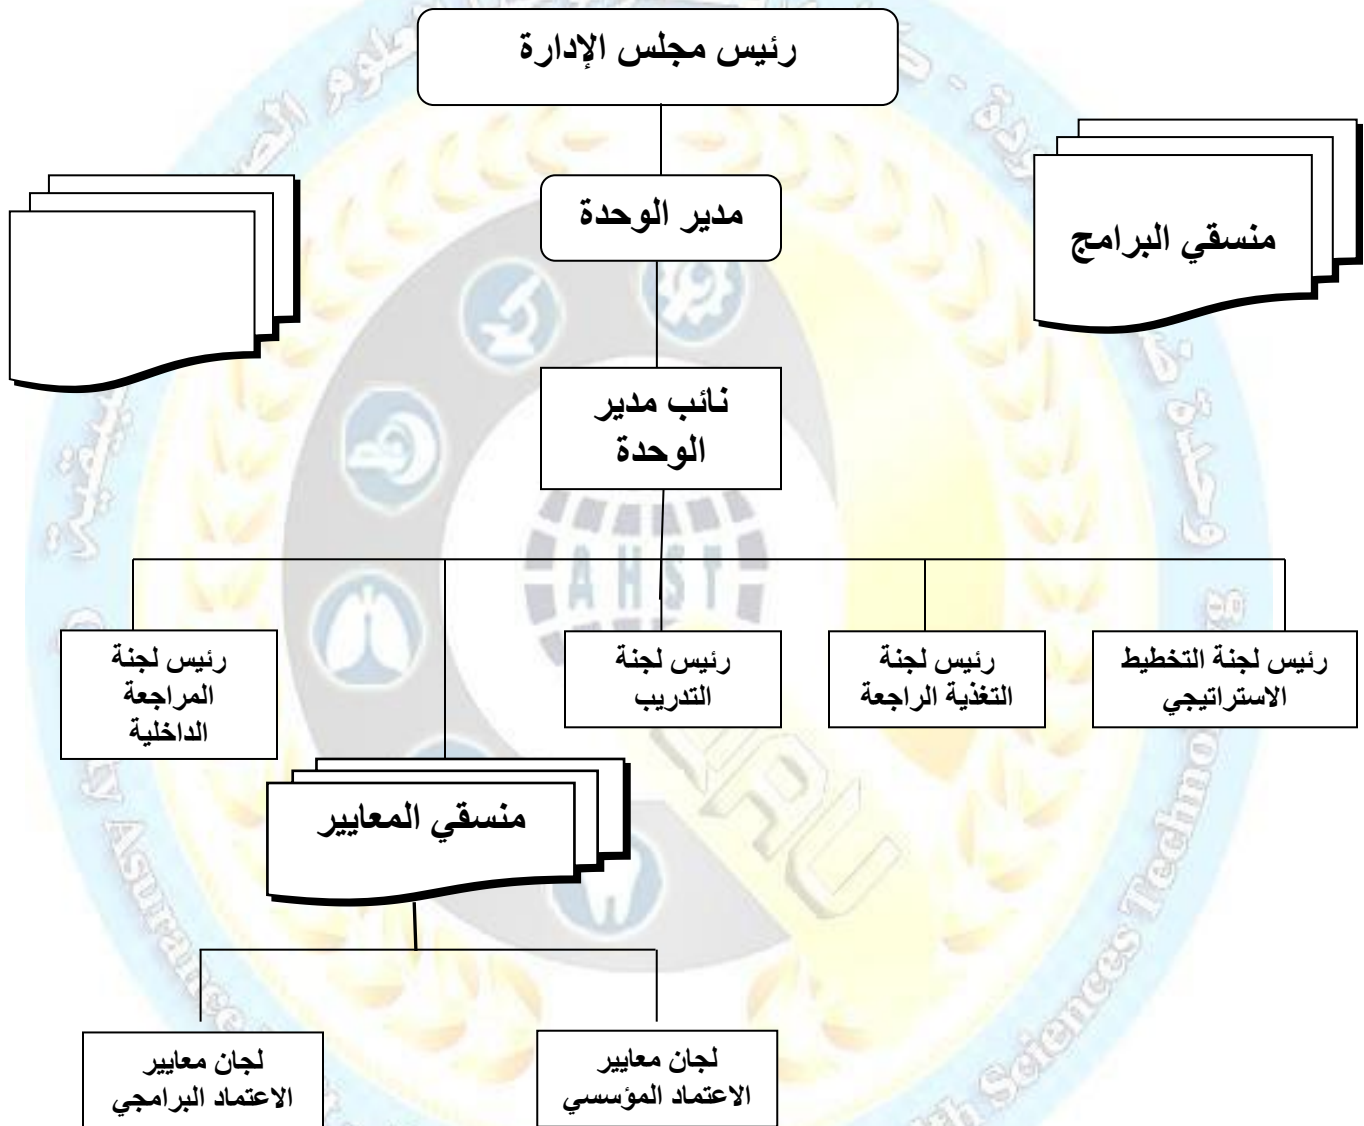 رئيس مجلس الإدارة
مدير الوحدة
منسقي البرامج
نائب مدير
الوحدة
AHST
رئيس لجنة التخطيط
الاستراتيجي
رئيس لجنة
التغذية الراجعة
رئيس لجنة
التدريب
رئيس لجنة
المراجعة
الداخلية
منسقي المعايير
لجان معايير
الاعتماد المؤسسي
لجان معايير
الاعتماد البرامجي